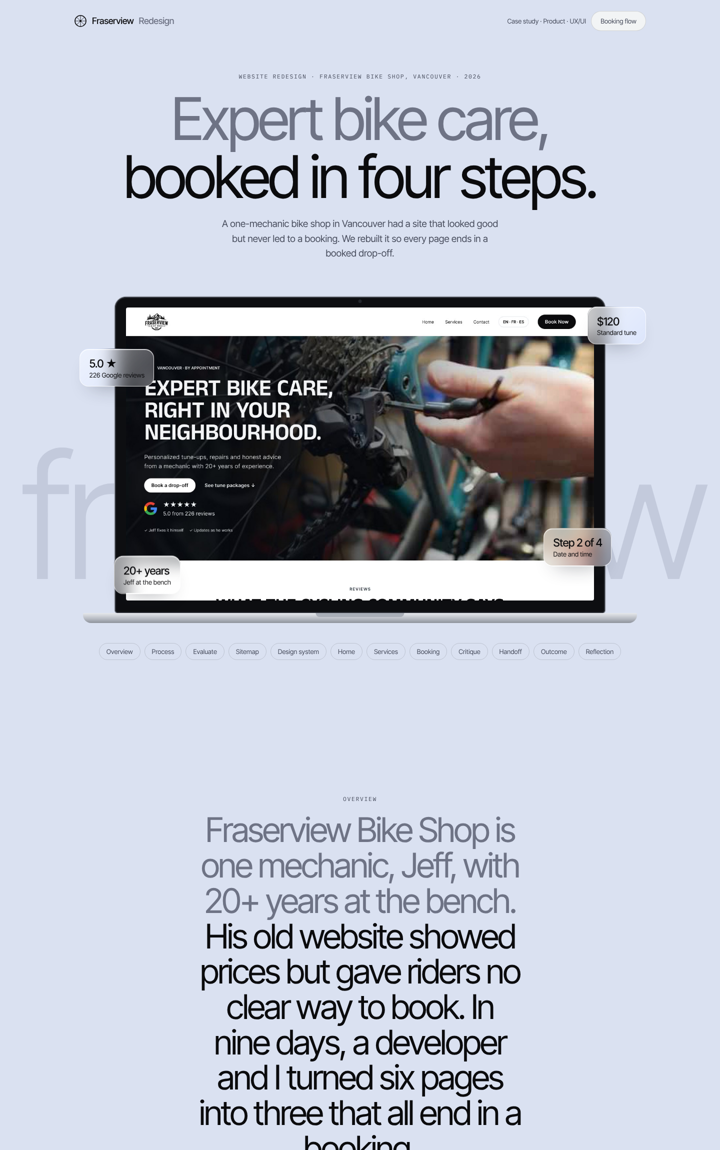 Fraserview Redesign
Case study · Product · UX/UI
Booking flow
WEBSITE REDESIGN · FRASERVIEW BIKE SHOP, VANCOUVER · 2026
Expert bike care,
booked in four steps.
A one-mechanic bike shop in Vancouver had a site that looked good
but never led to a booking. We rebuilt it so every page ends in a
booked drop-off.
FRASERVIEW
Home Services Contact EN · FR · ES Book Now
$120
Standard tune
5.0 ★
226 Google reviews
VANCOUVER · BY APPOINTMENT
EXPERT BIKE CARE,
RIGHT IN YOUR
NEIGHBOURHOOD.
Personalized tune-ups, repairs and honest advice
from a mechanic with 20+ years of experience.
Book a drop-off See tune packages ↓
G ★★★★★
5.0 from 226 reviews
✓ Jeff fixes it himself ✓ Updates as he works
fr w
Step 2 of 4
Date and time
20+ years
Jeff at the bench
REVIEWS
WHAT THE CYCLING COMMUNITY SAYS
Overview Process Evaluate Sitemap Design system Home Services Booking Critique Handoff Outcome Reflection
OVERVIEW
Fraserview Bike Shop is
one mechanic, Jeff, with
20+ years at the bench.
His old website showed
prices but gave riders no
clear way to book. In
nine days, a developer
and I turned six pages
into three that all end in a
booking.